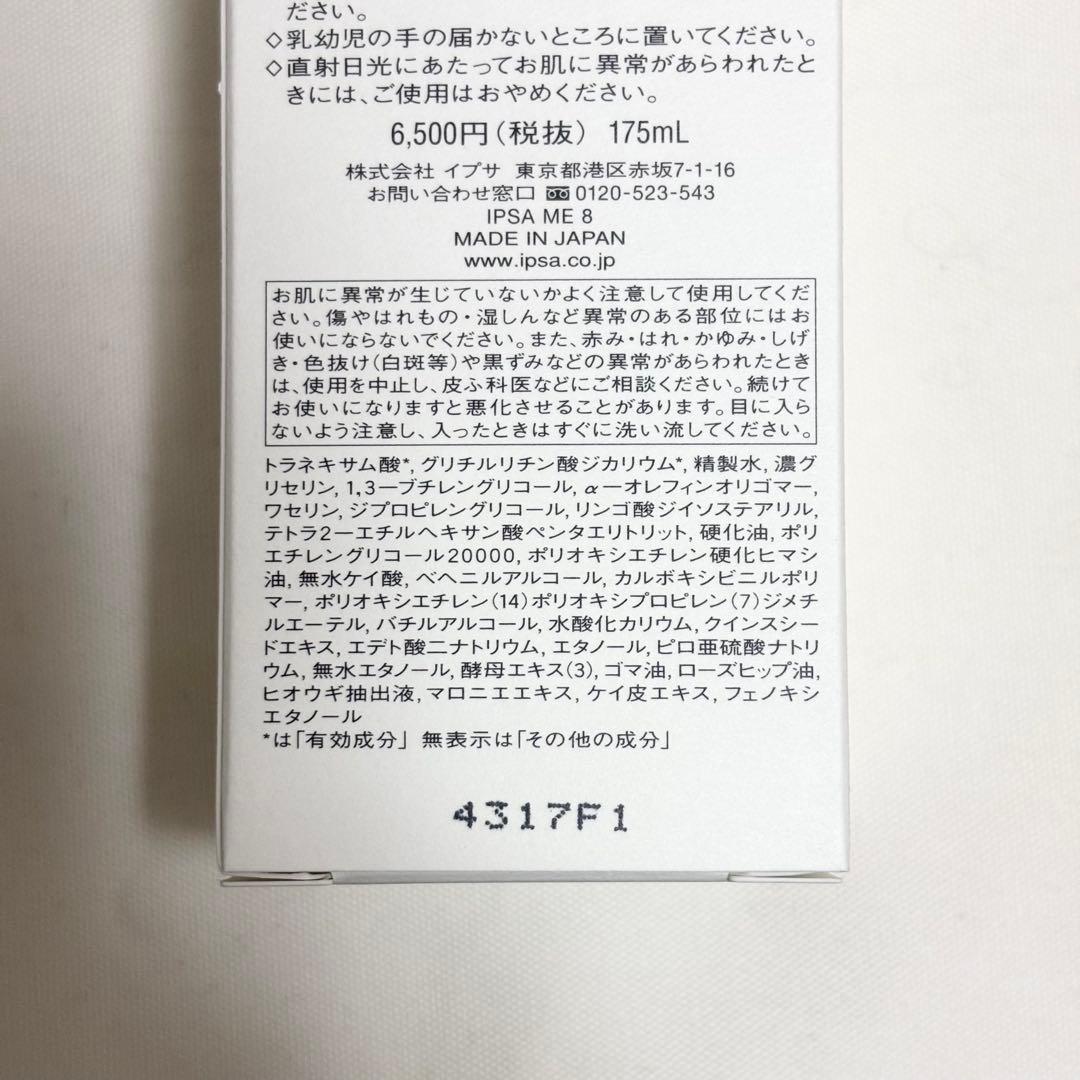 ださい。
◇乳幼児の手の届かないところに置いてください。
◇直射日光にあたってお肌に異常があらわれたと
きには、ご使用はおやめください。
6,500円(税抜) 175mL
株式会社 イプサ 東京都港区赤坂7-1-16
お問い合わせ窓口 0120-523-543
IPSA ME 8
MADE IN JAPAN
www.ipsa.co.jp
お肌に異常が生じていないかよく注意して使用してくだ
さい。傷やはれもの・湿しんなど異常のある部位にはお
使いにならないでください。また、赤み・はれ・かゆみ・しげ
き・色抜け(白斑等)や黒ずみなどの異常があらわれたとき
は、使用を中止し、皮ふ科医などにご相談ください。続けて
お使いになりますと悪化させることがあります。目に入ら
ないよう注意し、入ったときはすぐに洗い流してください。
トラネキサム酸*, グリチルリチン酸ジカリウム*, 精製水, 濃グ
リセリン, 1,3ーブチレングリコール, αーオレフィンオリゴマー,
ワセリン, ジプロピレングリコール, リンゴ酸ジイソステアリル,
テトラ2ーエチルヘキサン酸ペンタエリトリット, 硬化油, ポリ
エチレングリコール20000, ポリオキシエチレン硬化ヒマシ
油, 無水ケイ酸, ベヘニルアルコール, カルボキシビニルポリ
マー, ポリオキシエチレン(14)ポリオキシプロピレン(7)ジメチ
ルエーテル, バチルアルコール, 水酸化カリウム, クインスシー
ドエキス, エデト酸二ナトリウム, エタノール, ピロ亜硫酸ナトリ
ウム, 無水エタノール, 酵母エキス(3), ゴマ油, ローズヒップ油,
ヒオウギ抽出液, マロニエエキス, ケイ皮エキス, フェノキシ
エタノール
*は「有効成分」 無表示は「その他の成分」
4317F1